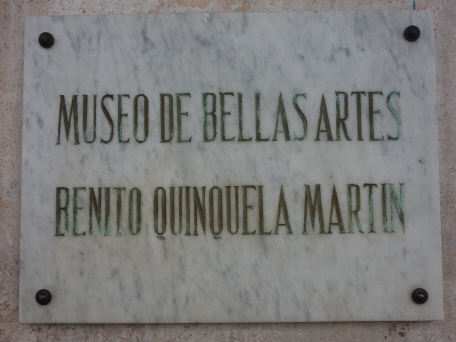 MUSEO DE BELLAS ARTES
BENITO QUINQUELA MARTIN